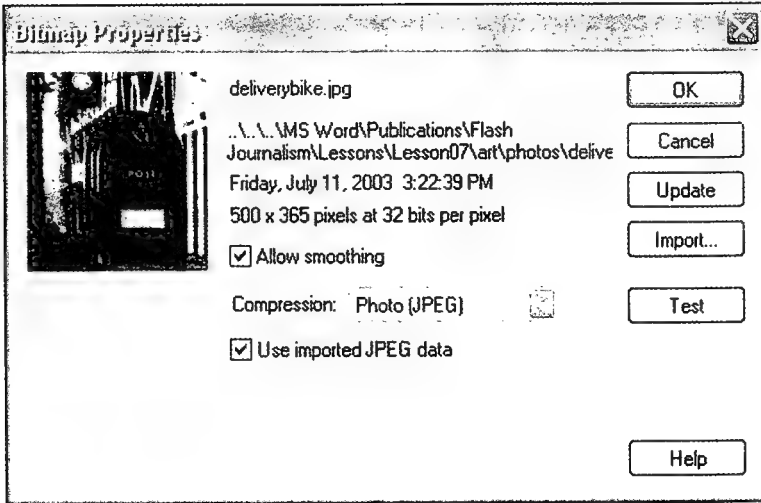 Bitmap Properties
deliverybike.jpg
OK
..\..\..\MS Word\Publications\Flash
Journalism\Lessons\Lesson07\art\photos\delive
Cancel
Friday, July 11, 2003 3:22:39 PM
Update
500 x 365 pixels at 32 bits per pixel
Import...
Allow smoothing
Compression: Photo (JPEG)
Test
Use imported JPEG data
Help
POST